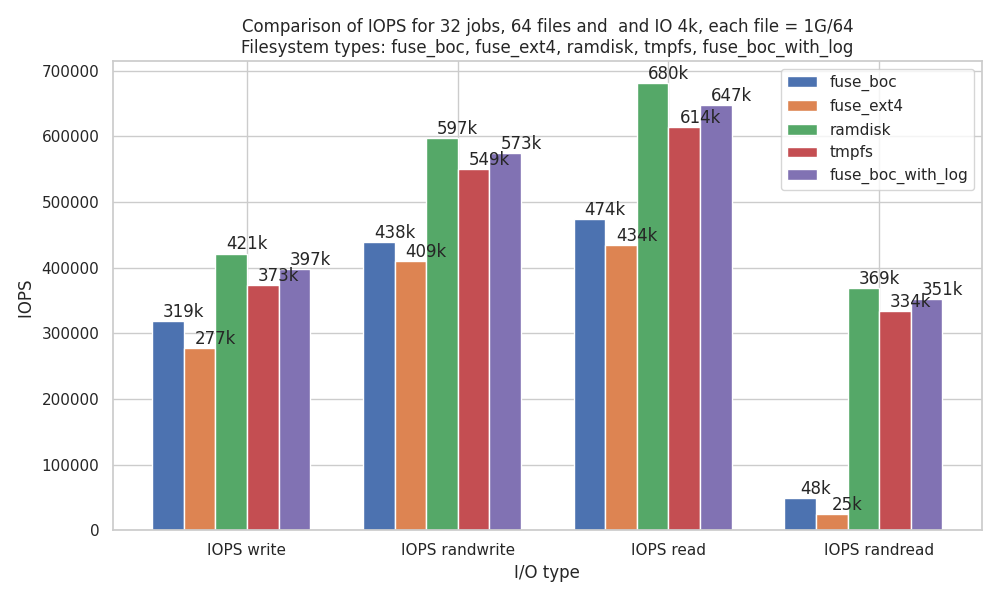 Comparison of IOPS for 32 jobs, 64 files and  and IO 4k, each file = 1G/64
Filesystem types: fuse_boc, fuse_ext4, ramdisk, tmpfs, fuse_boc_with_log
IOPS
700000
600000
500000
400000
300000
200000
100000
0
319k
277k
421k
373k
397k
438k
409k
597k
549k
573k
474k
434k
680k
614k
647k
48k
25k
369k
334k
351k
fuse_boc
fuse_ext4
ramdisk
tmpfs
fuse_boc_with_log
IOPS write
IOPS randwrite
IOPS read
IOPS randread
I/O type